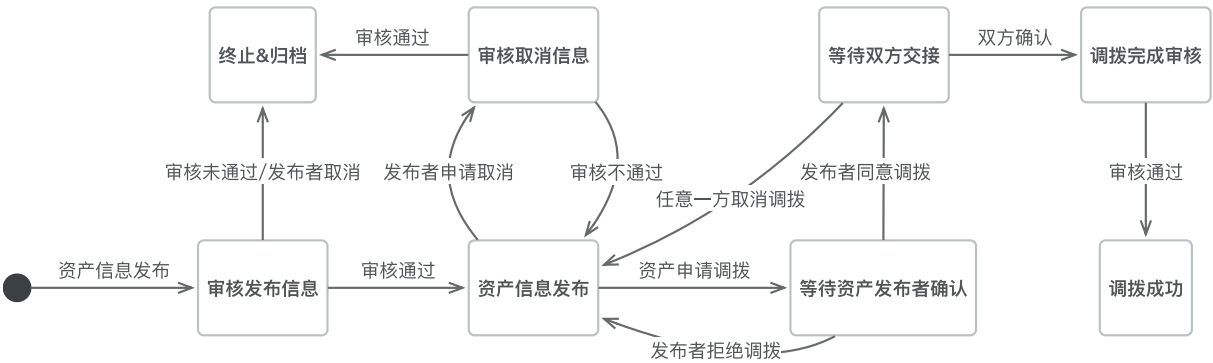 审核通过
双方确认
终止&归档
审核取消信息
等待双方交接
调拨完成审核
审核未通过/发布者取消
发布者申请取消
审核不通过
任意一方取消调拨
发布者同意调拨
审核通过
资产信息发布
审核发布信息
审核通过
资产信息发布
资产申请调拨
等待资产发布者确认
调拨成功
发布者拒绝调拨